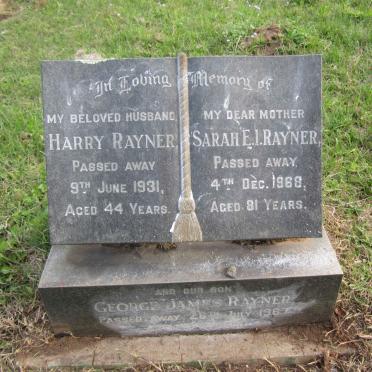 In Loving Memory of
MY BELOVED HUSBAND
HARRY RAYNER,
PASSED AWAY
9TH JUNE 1931,
AGED 44 YEARS.
MY DEAR MOTHER
SARAH E.I. RAYNER,
PASSED AWAY
4TH DEC. 1968,
AGED 81 YEARS.
AND OUR SON
GEORGE JAMES RAYNER
PASSED AWAY JULY